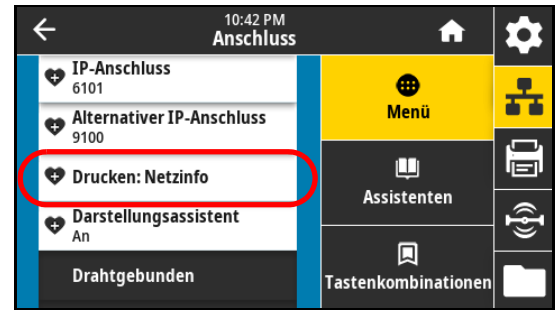 10:42 PM
Anschluss
IP-Anschluss
6101
Alternativer IP-Anschluss
9100
Drucken: Netzinfo
Darstellungsassistent
An
Drahtgebunden
Menü
Assistenten
Tastenkombinationen